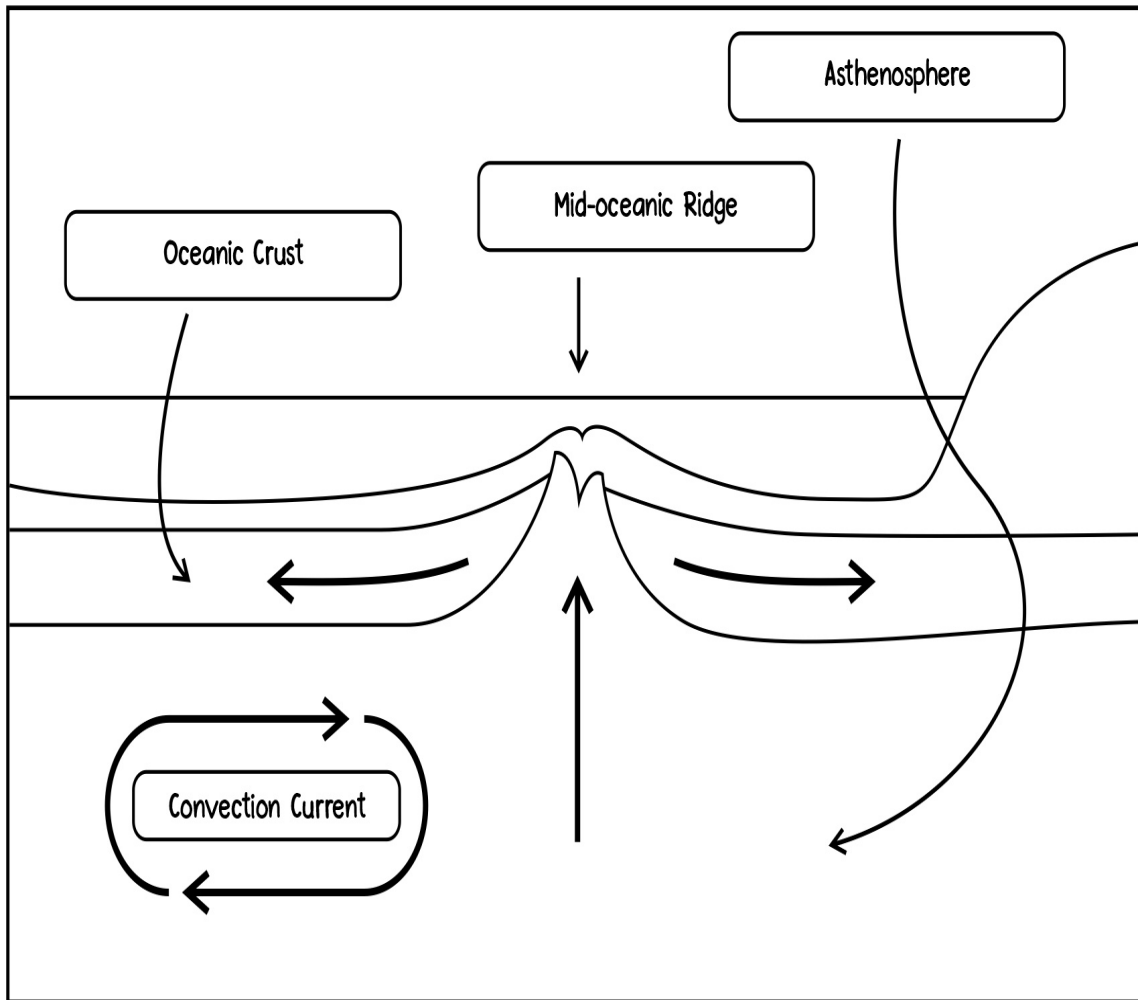 Asthenosphere
Mid-oceanic Ridge
Oceanic Crust
Convection Current